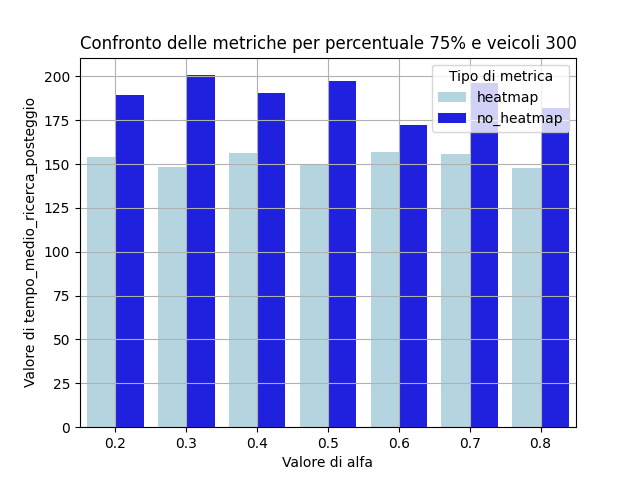 Confronto delle metriche per percentuale 75% e veicoli 300
Valore di tempo_medio_ricerca_posteggio
200
175
150
125
100
75
50
25
0
Tipo di metrica
heatmap
no_heatmap
0.2 0.3 0.4 0.5 0.6 0.7 0.8
Valore di alfa